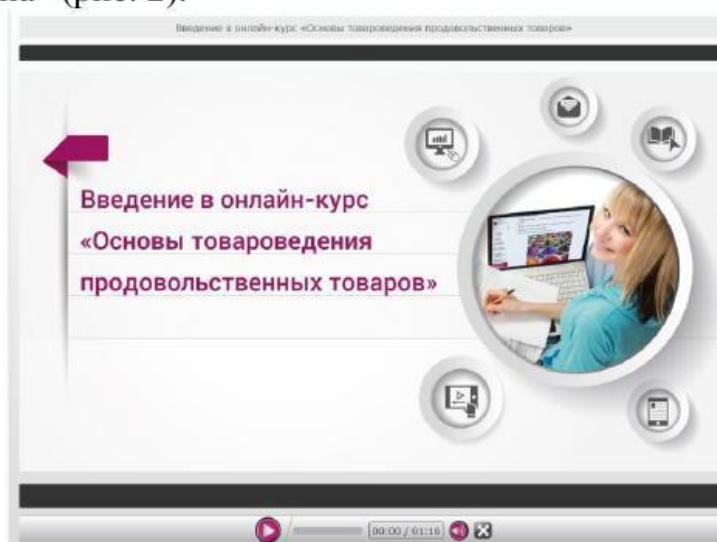 на" (рис. 2).
Введение в онлайн-курс «Основы товароведения продовольственных товаров»
Введение в онлайн-курс
«Основы товароведения
продовольственных товаров»
00:00 / 01:16